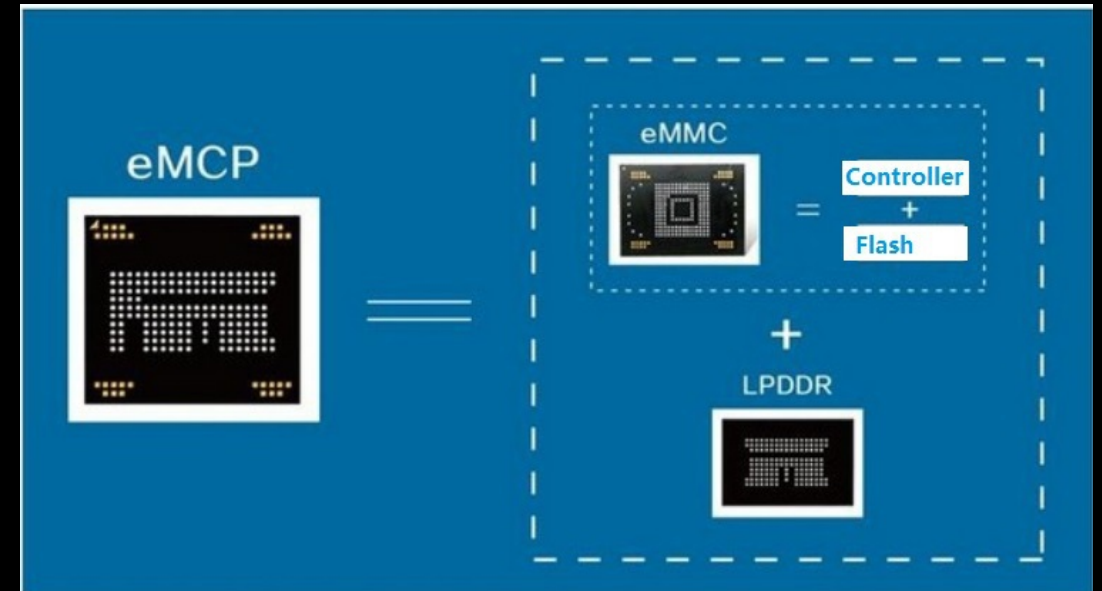 eMCP
=
eMMC
=
Controller
+
Flash
+
LPDDR